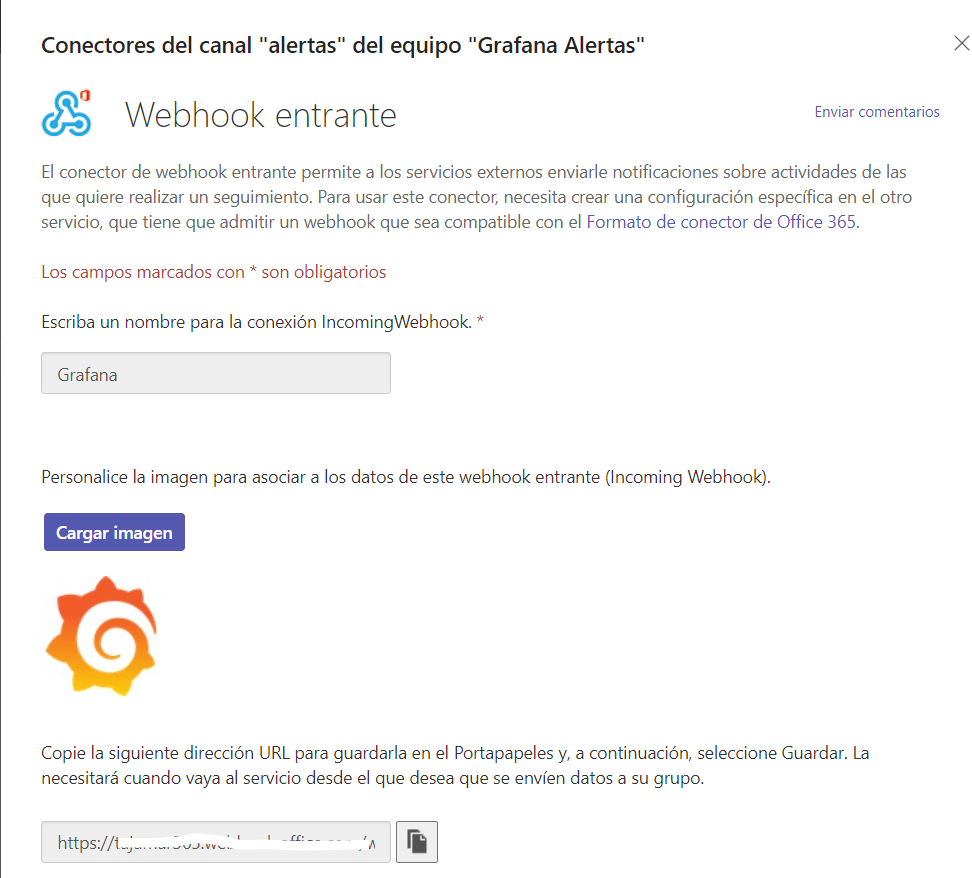 Conectores del canal "alertas" del equipo "Grafana Alertas"
Webhook entrante
Enviar comentarios
El conector de webhook entrante permite a los servicios externos enviarle notificaciones sobre actividades de las
que quiere realizar un seguimiento. Para usar este conector, necesita crear una configuración específica en el otro
servicio, que tiene que admitir un webhook que sea compatible con el Formato de conector de Office 365.
Los campos marcados con * son obligatorios
Escriba un nombre para la conexión IncomingWebhook. *
Grafana
Personalice la imagen para asociar a los datos de este webhook entrante (Incoming Webhook).
Cargar imagen
Copie la siguiente dirección URL para guardarla en el Portapapeles y, a continuación, seleccione Guardar. La
necesitará cuando vaya al servicio desde el que desea que se envíen datos a su grupo.
https://